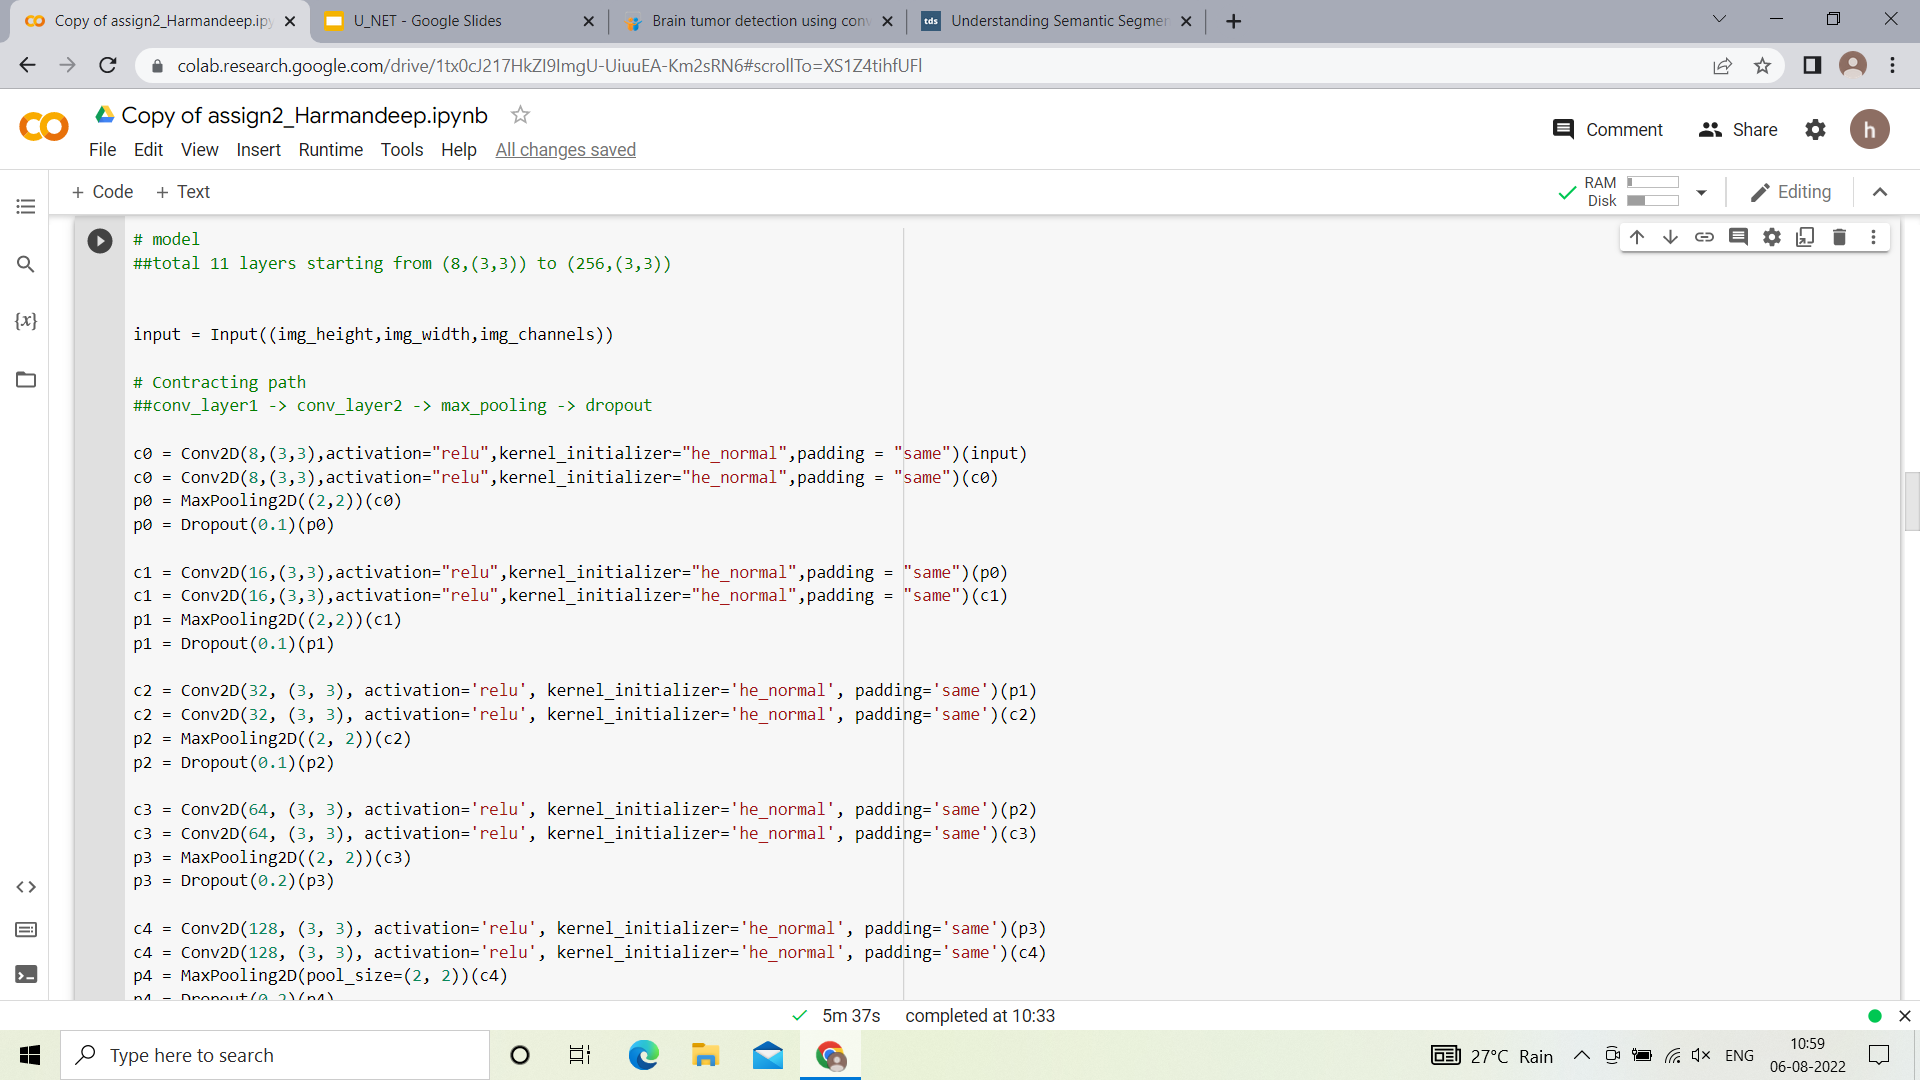 Copy of assign2_Harmandeep.ip
U_NET - Google Slides
Brain tumor detection using con
tds Understanding Semantic Segmen
colab.research.google.com/drive/1tx0cJ217HkZI9ImgU-UiuuEA-Km2sRN6#scrollTo=XS1Z4tihfUFl
Copy of assign2_Harmandeep.ipynb
Comment Share h
File Edit View Insert Runtime Tools Help All changes saved
+ Code + Text
RAM
Disk
Editing
{x}
# model
##total 11 layers starting from (8,(3,3)) to (256,(3,3))
input = Input((img_height,img_width,img_channels))
# Contracting path
##conv_layer1 -> conv_layer2 -> max_pooling -> dropout
c0 = Conv2D(8,(3,3),activation="relu",kernel_initializer="he_normal",padding = "same")(input)
c0 = Conv2D(8,(3,3),activation="relu",kernel_initializer="he_normal",padding = "same")(c0)
p0 = MaxPooling2D((2,2))(c0)
p0 = Dropout(0.1)(p0)
c1 = Conv2D(16,(3,3),activation="relu",kernel_initializer="he_normal",padding = "same")(p0)
c1 = Conv2D(16,(3,3),activation="relu",kernel_initializer="he_normal",padding = "same")(c1)
p1 = MaxPooling2D((2,2))(c1)
p1 = Dropout(0.1)(p1)
c2 = Conv2D(32, (3, 3), activation='relu', kernel_initializer='he_normal', padding='same')(p1)
c2 = Conv2D(32, (3, 3), activation='relu', kernel_initializer='he_normal', padding='same')(c2)
p2 = MaxPooling2D((2, 2))(c2)
p2 = Dropout(0.1)(p2)
c3 = Conv2D(64, (3, 3), activation='relu', kernel_initializer='he_normal', padding='same')(p2)
c3 = Conv2D(64, (3, 3), activation='relu', kernel_initializer='he_normal', padding='same')(c3)
p3 = MaxPooling2D((2, 2))(c3)
p3 = Dropout(0.2)(p3)
c4 = Conv2D(128, (3, 3), activation='relu', kernel_initializer='he_normal', padding='same')(p3)
c4 = Conv2D(128, (3, 3), activation='relu', kernel_initializer='he_normal', padding='same')(c4)
p4 = MaxPooling2D(pool_size=(2, 2))(c4)
p4 = Dropout(0.2)(p4)
5m 37s completed at 10:33
Type here to search
27°C Rain
ENG
10:59
06-08-2022